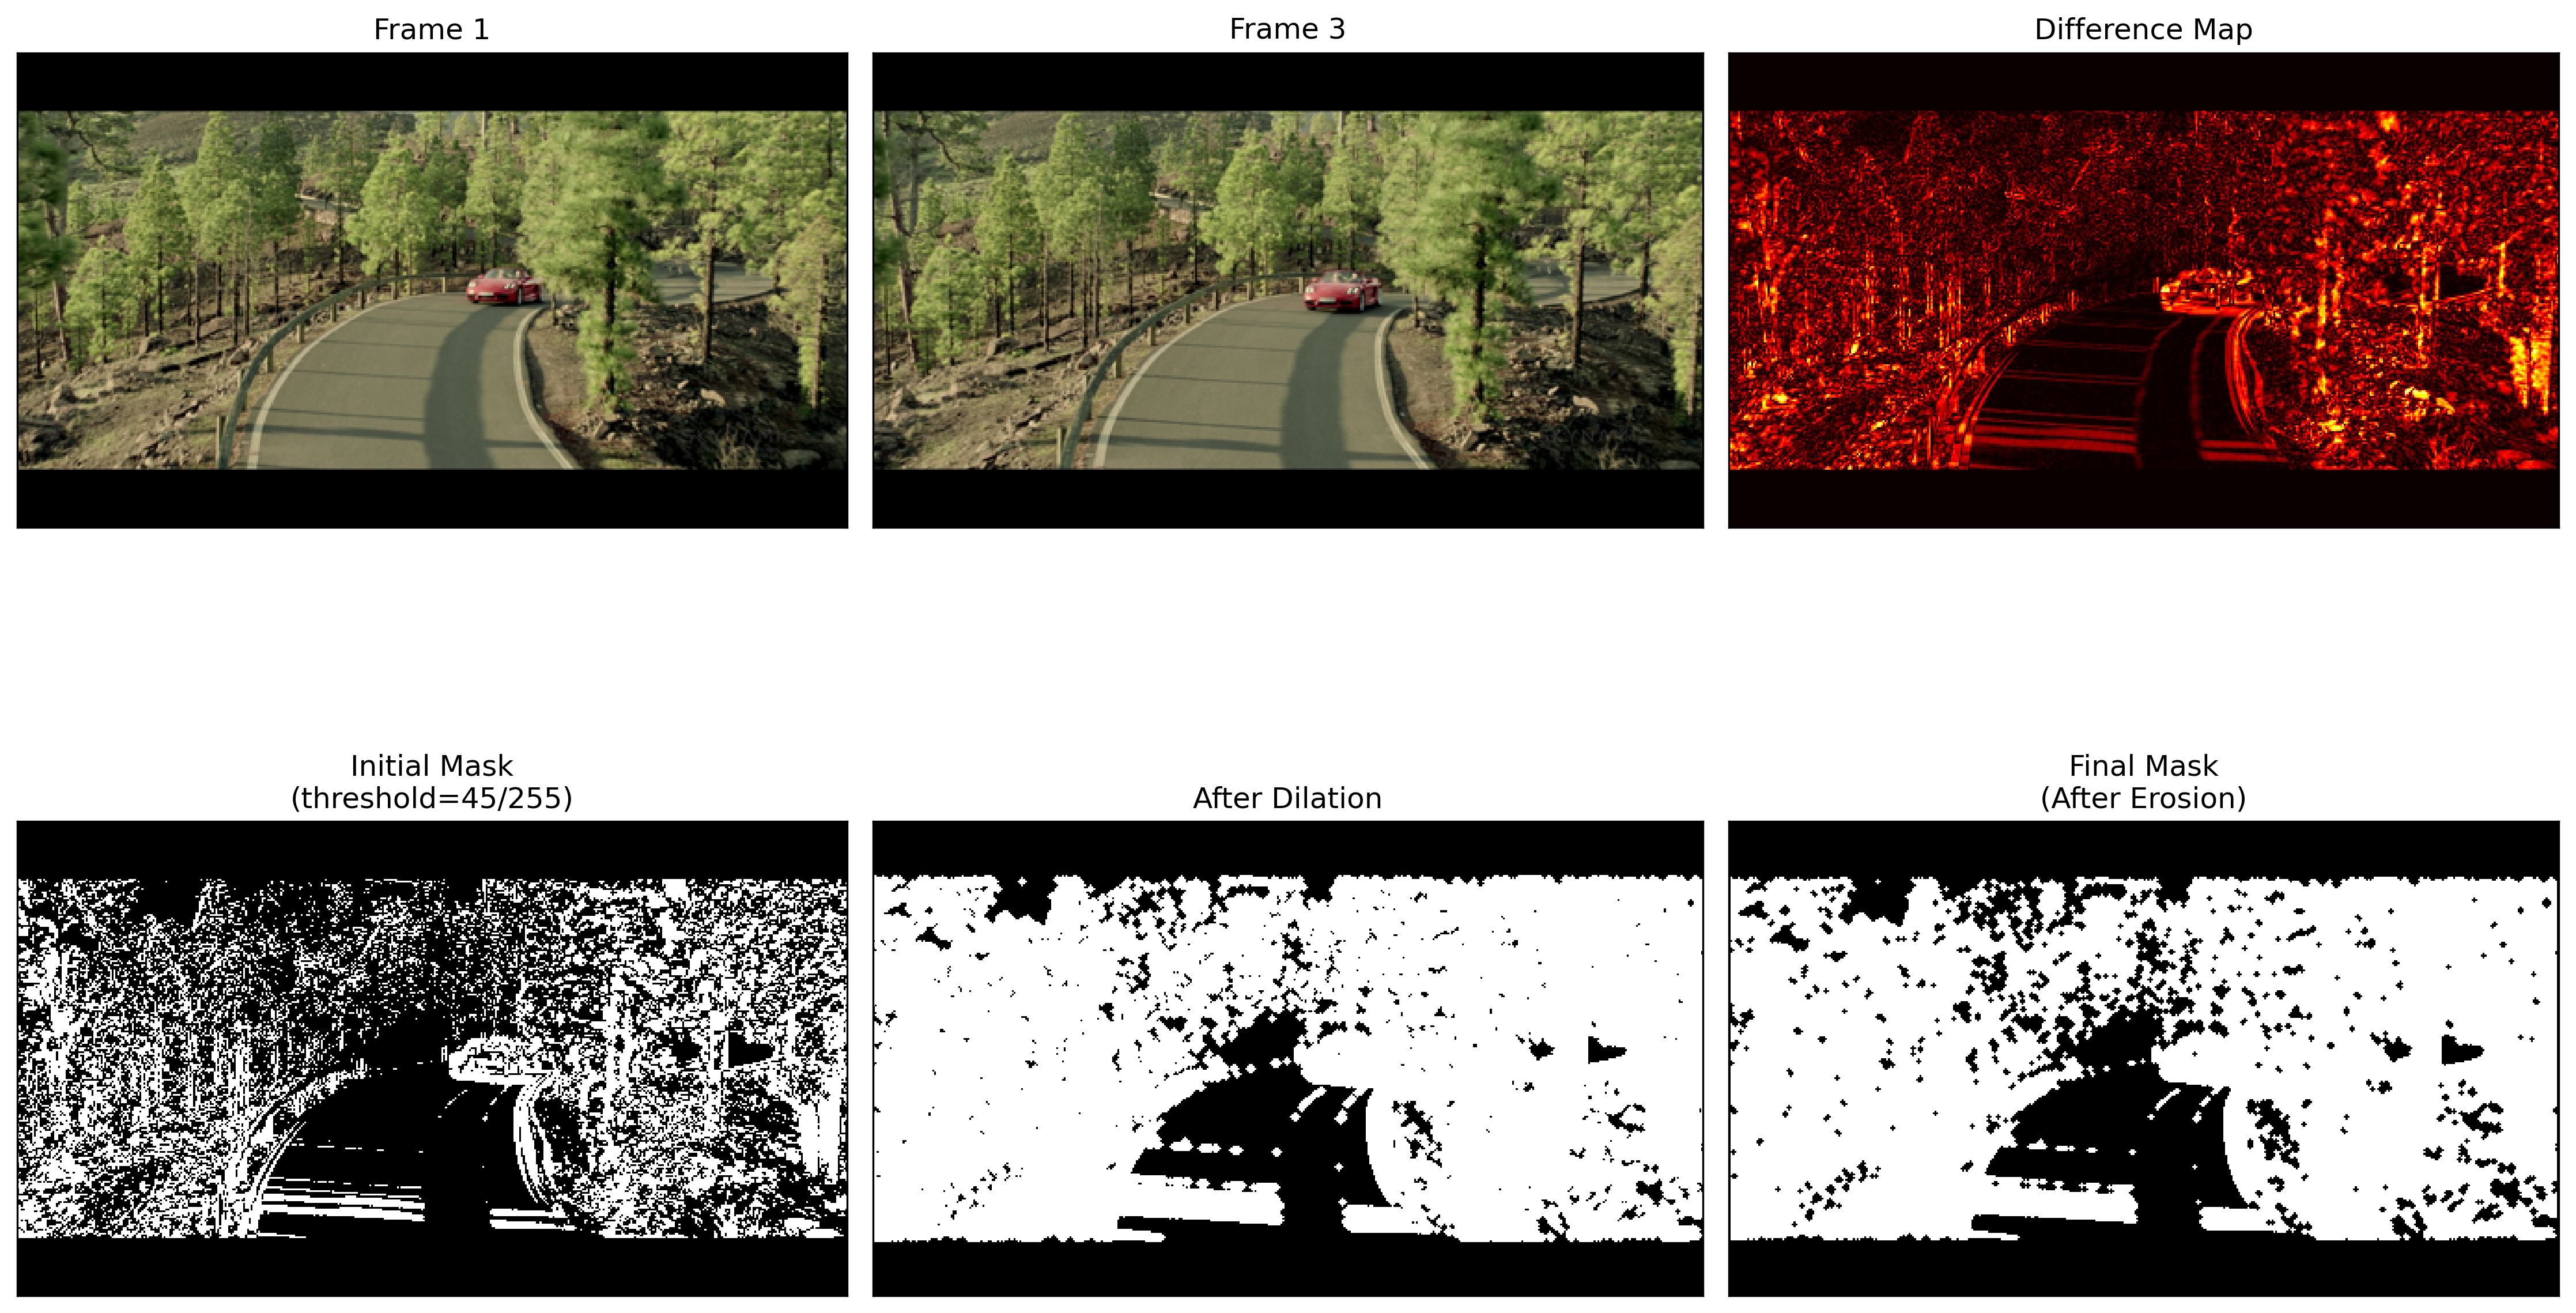 Frame 1
Frame 3
Difference Map
Initial Mask
(threshold=45/255)
After Dilation
Final Mask
(After Erosion)